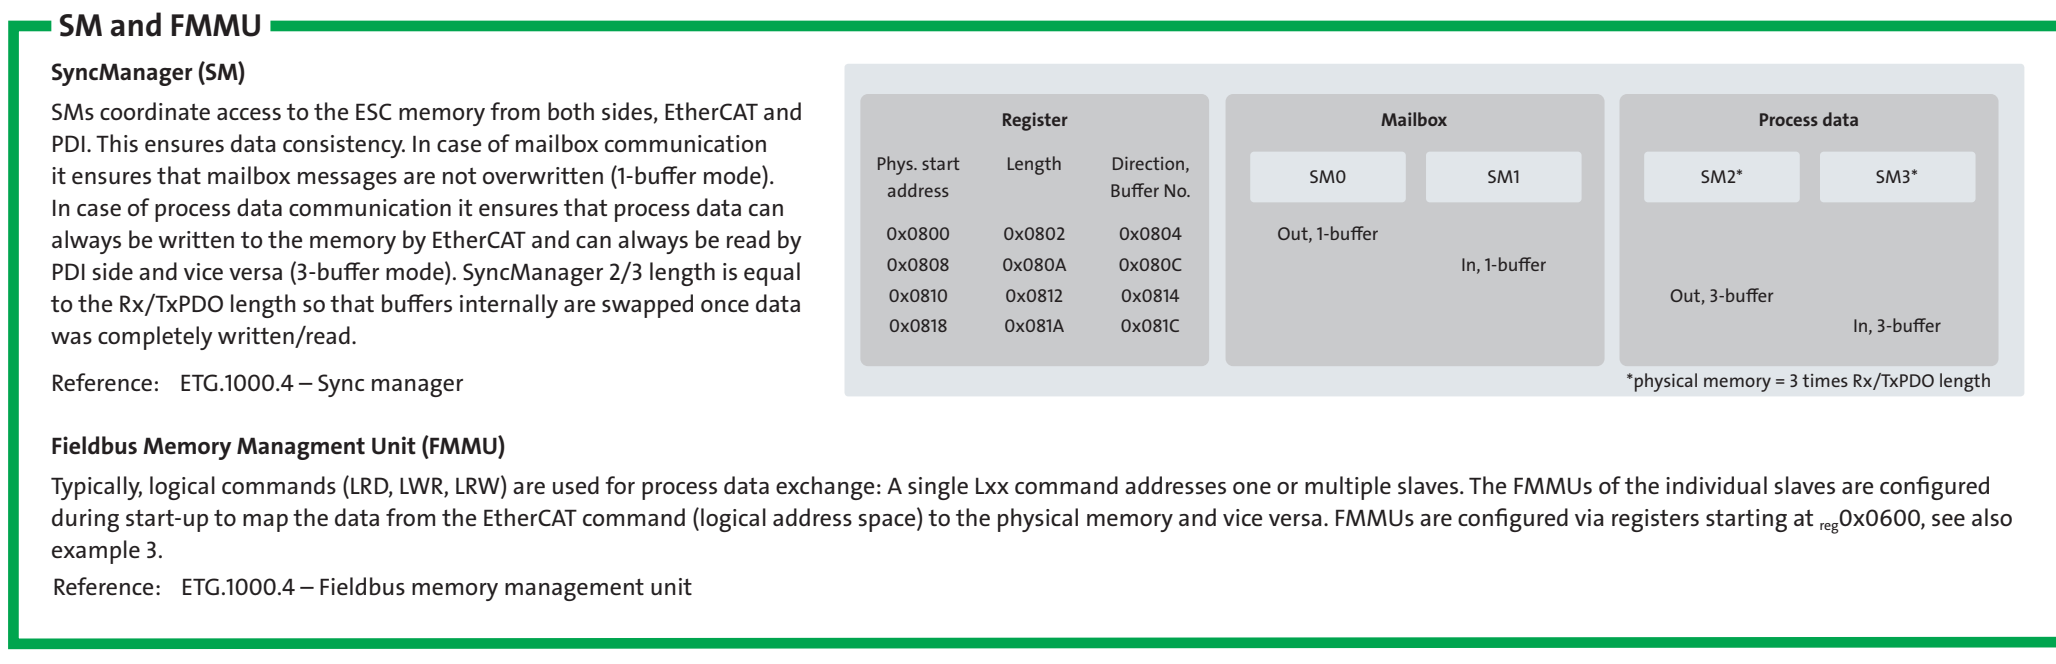 SM and FMMU
SyncManager (SM)
SMs coordinate access to the ESC memory from both sides, EtherCAT and
PDI. This ensures data consistency. In case of mailbox communication
it ensures that mailbox messages are not overwritten (1-buffer mode).
In case of process data communication it ensures that process data can
always be written to the memory by EtherCAT and can always be read by
PDI side and vice versa (3-buffer mode). SyncManager 2/3 length is equal
to the Rx/TxPDO length so that buffers internally are swapped once data
was completely written/read.
Reference: ETG.1000.4 – Sync manager
Register Mailbox Process data
Phys. start Length Direction,
address Buffer No.
SM0 SM1 SM2* SM3*
0x0800 0x0802 0x0804 Out, 1-buffer
0x0808 0x080A 0x080C In, 1-buffer
0x0810 0x0812 0x0814 Out, 3-buffer
0x0818 0x081A 0x081C In, 3-buffer
*physical memory = 3 times Rx/TxPDO length
Fieldbus Memory Managment Unit (FMMU)
Typically, logical commands (LRD, LWR, LRW) are used for process data exchange: A single Lxx command addresses one or multiple slaves. The FMMUs of the individual slaves are configured
during start-up to map the data from the EtherCAT command (logical address space) to the physical memory and vice versa. FMMUs are configured via registers starting at reg0x0600, see also
example 3.
Reference: ETG.1000.4 – Fieldbus memory management unit